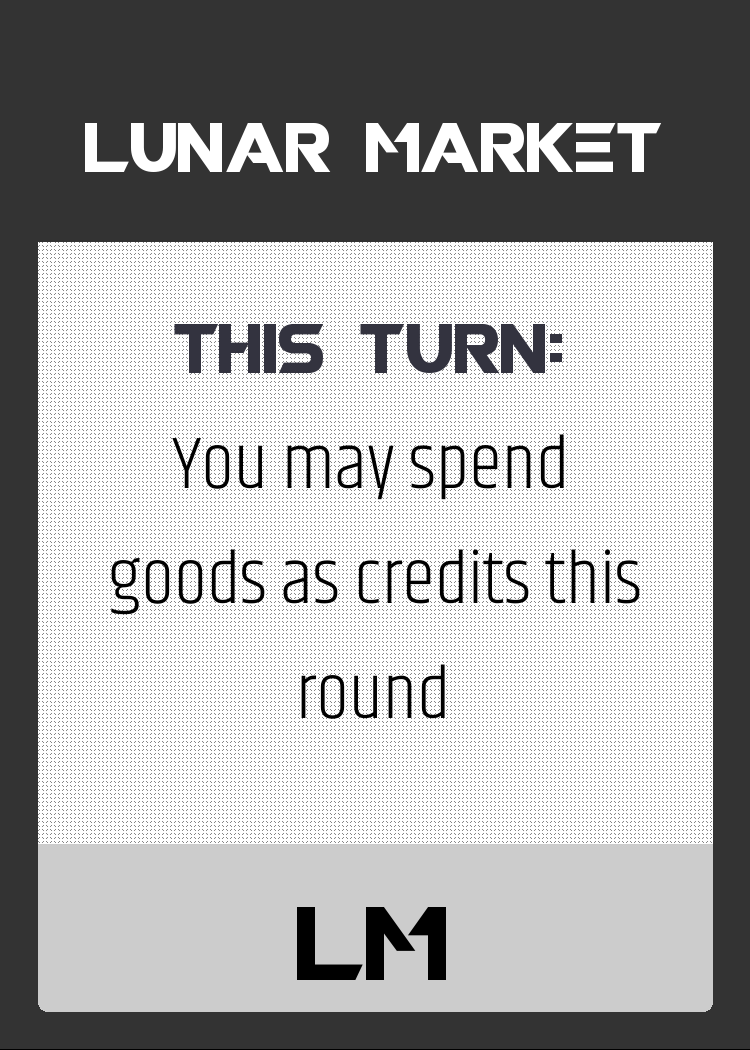 LUNAR MARKET
THIS TURN:
You may spend
goods as credits this
round
LM